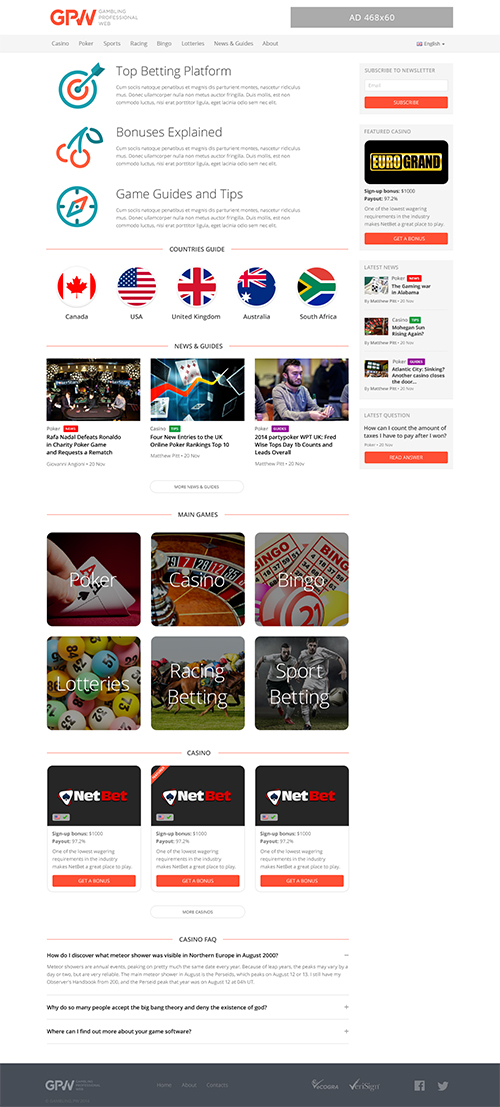 GPW
GAMBLING
PROFESSIONAL
WEB
AD 468x60
Casino
Poker
Sports
Racing
Bingo
Lotteries
News & Guides
About
English
Top Betting Platform
Cum sociis natoque penatibus et magnis dis parturient montes, nascetur ridiculus
mus. Donec ullamcorper nulla non metus auctor fringilla. Duis mollis, est non
commodo luctus, nisi erat porttitor ligula, eget lacinia odio sem nec elit.
Bonuses Explained
Cum sociis natoque penatibus et magnis dis parturient montes, nascetur ridiculus
mus. Donec ullamcorper nulla non metus auctor fringilla. Duis mollis, est non
commodo luctus, nisi erat porttitor ligula, eget lacinia odio sem nec elit.
Game Guides and Tips
Cum sociis natoque penatibus et magnis dis parturient montes, nascetur ridiculus
mus. Donec ullamcorper nulla non metus auctor fringilla. Duis mollis, est non
commodo luctus, nisi erat porttitor ligula, eget lacinia odio sem nec elit.
COUNTRIES GUIDE
Canada
USA
United Kingdom
Australia
South Africa
NEWS & GUIDES
Poker NEWS
Rafa Nadal Defeats Ronaldo
in Charity Poker Game
and Requests a Rematch
Giovanni Angioni • 20 Nov
Casino TIPS
Four New Entries to the UK
Online Poker Rankings Top 10
Matthew Pitt • 20 Nov
Poker GUIDES
2014 partypoker WPT UK: Fred
Wise Tops Day 1b Counts and
Leads Overall
Matthew Pitt • 20 Nov
MORE NEWS & GUIDES
MAIN GAMES
Poker
Casino
Bingo
Lotteries
Racing
Betting
Sport
Betting
CASINO
NetBet
Sign-up bonus: $1000
Payout: 97.2%
One of the lowest wagering
requirements in the industry
makes NetBet a great place to play.
GET A BONUS
NetBet
Sign-up bonus: $1000
Payout: 97.2%
One of the lowest wagering
requirements in the industry
makes NetBet a great place to play.
GET A BONUS
NetBet
Sign-up bonus: $1000
Payout: 97.2%
One of the lowest wagering
requirements in the industry
makes NetBet a great place to play.
GET A BONUS
MORE CASINOS
CASINO FAQ
How do I discover what meteor shower was visible in Northern Europe in August 2000?
Meteor showers are annual events, peaking on pretty much the same date every year. Because of leap years, the peaks may vary by a
day or two, but are very reliable. The main meteor shower in August is the Perseids, which peaks on August 12 or 13. I still have my
Observer's Handbook from 200, and the Perseid peak that year was on August 12 at 04h UT.
Why do so many people accept the big bang theory and deny the existence of god?
Where can I find out more about your game software?
SUBSCRIBE TO NEWSLETTER
Email
SUBSCRIBE
FEATURED CASINO
EUROGRAND
Sign-up bonus: $1000
Payout: 97.2%
One of the lowest wagering
requirements in the industry
makes NetBet a great place to play.
GET A BONUS
LATEST NEWS
Poker NEWS
The Gaming war
in Alabama
By Matthew Pitt • 20 Nov
Casino TIPS
Mohegan Sun
Rising Again?
By Matthew Pitt • 20 Nov
Poker GUIDES
Atlantic City: Sinking?
Another casino closes
the door...
By Matthew Pitt • 20 Nov
LATEST QUESTION
How can I count the amount of
taxes I have to pay after I won?
Poker • 20 Nov
READ ANSWER
GPW
GAMBLING
PROFESSIONAL
WEB
Home
About
Contacts
eCOGRA
VeriSign